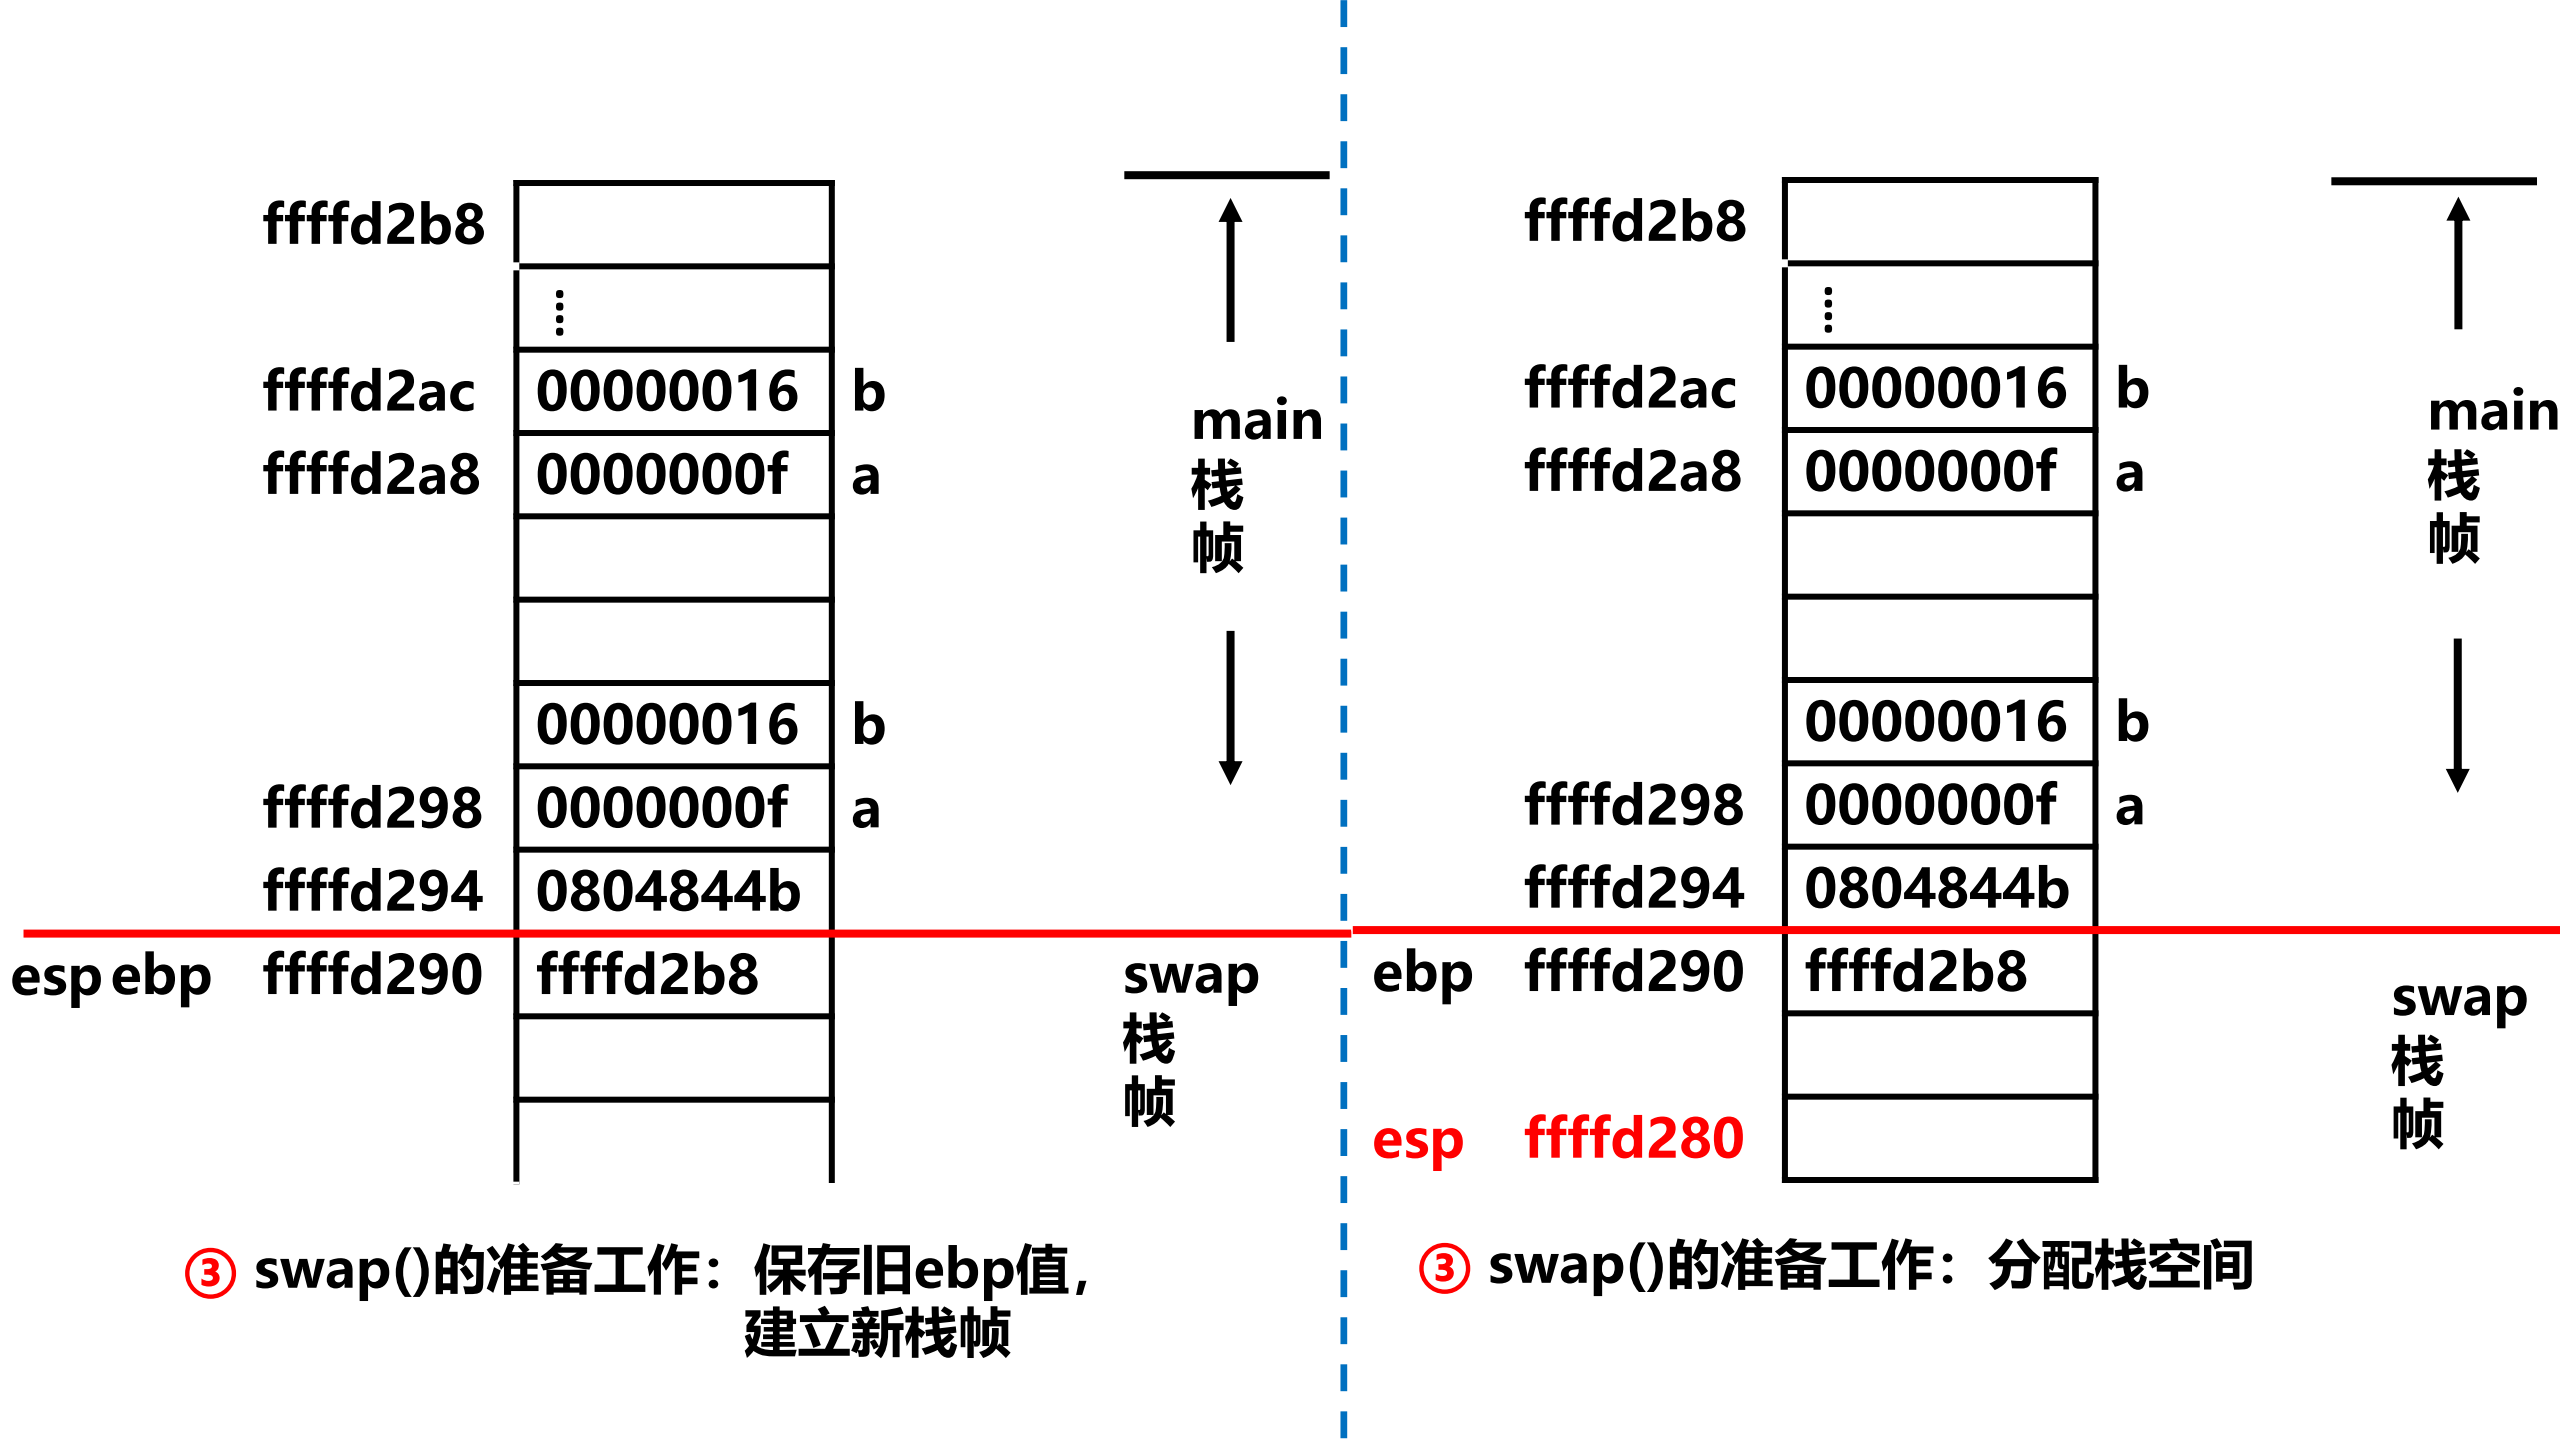 ffffd2b8
⋮
ffffd2ac 00000016 b
ffffd2a8 0000000f a
00000016 b
ffffd298 0000000f a
ffffd294 0804844b
esp ebp ffffd290 ffffd2b8
main
栈
帧
swap
栈
帧
③ swap()的准备工作：保存旧ebp值，
建立新栈帧
ffffd2b8
⋮
ffffd2ac 00000016 b
ffffd2a8 0000000f a
00000016 b
ffffd298 0000000f a
ffffd294 0804844b
ebp ffffd290 ffffd2b8
esp ffffd280
main
栈
帧
swap
栈
帧
③ swap()的准备工作：分配栈空间